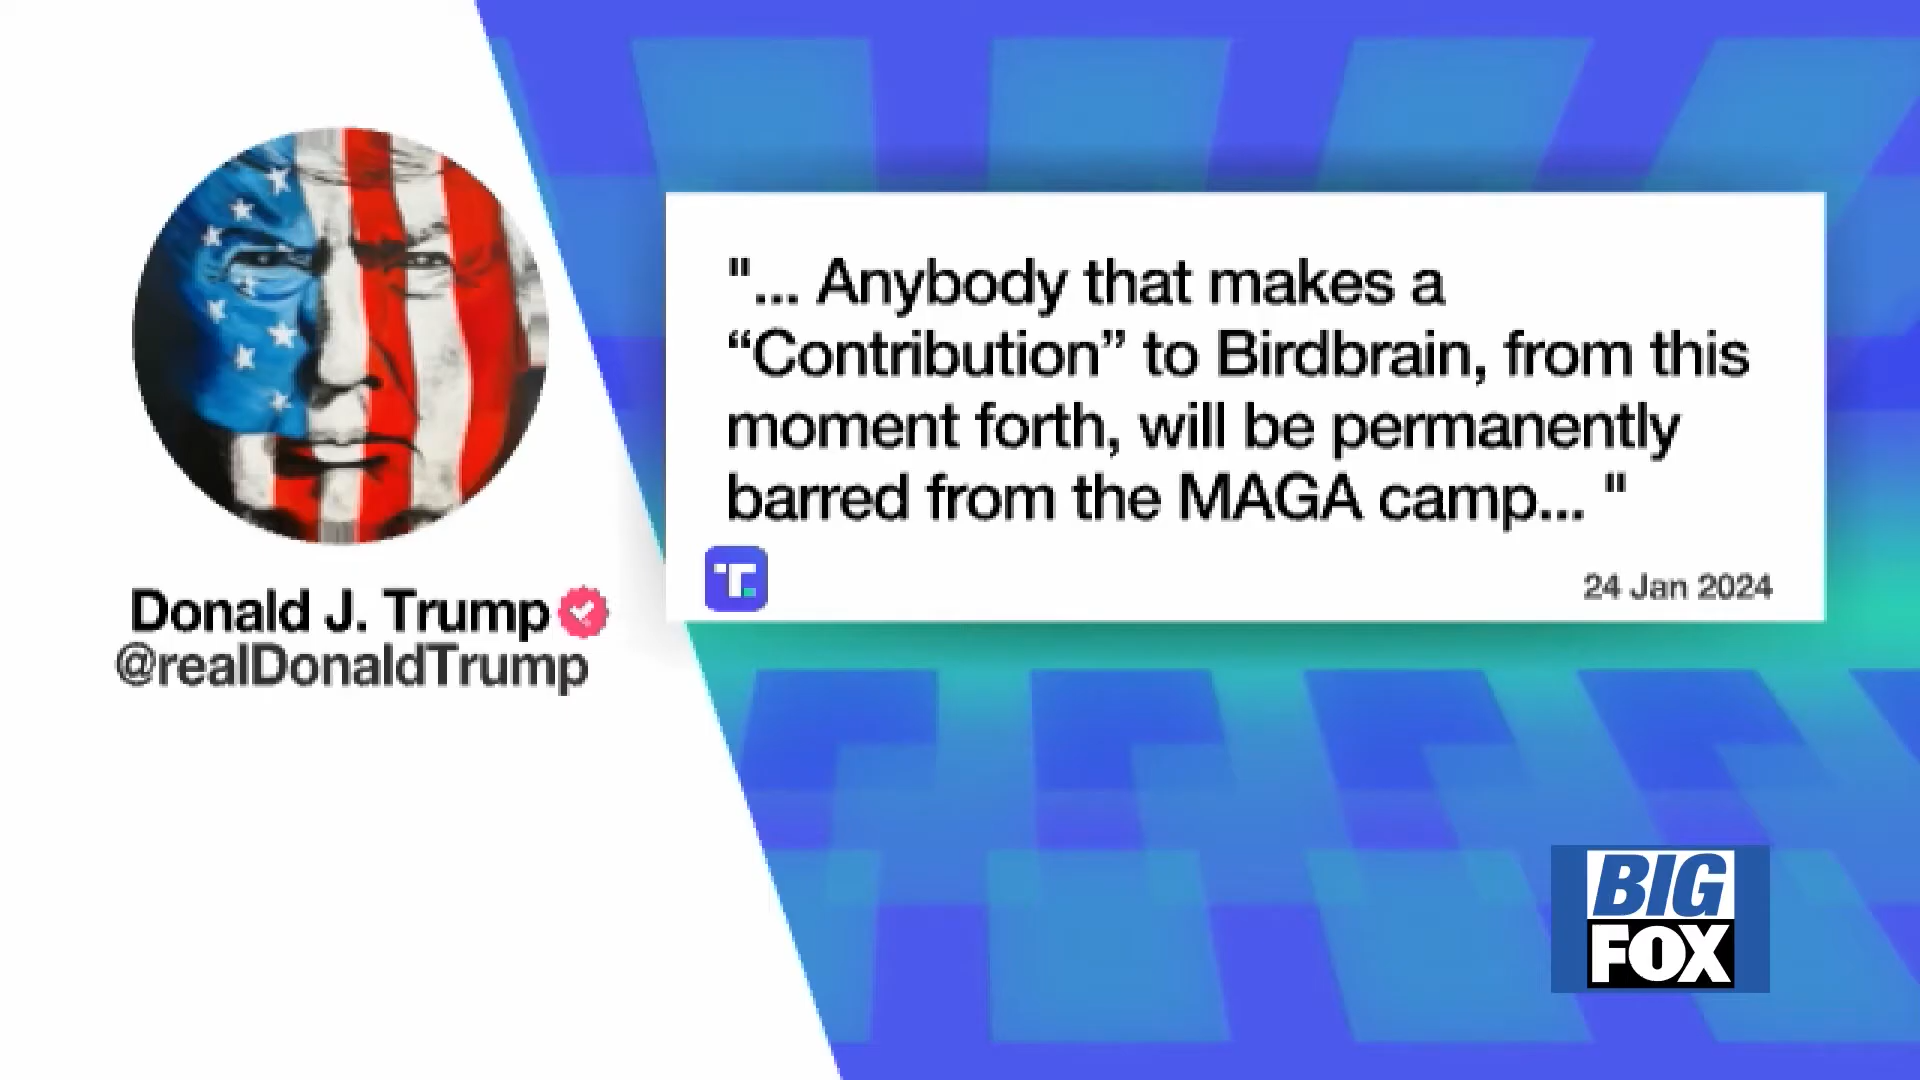 "... Anybody that makes a
“Contribution” to Birdbrain, from this
moment forth, will be permanently
barred from the MAGA camp... "
T.
24 Jan 2024
Donald J. Trump
@realDonaldTrump
BIG
FOX